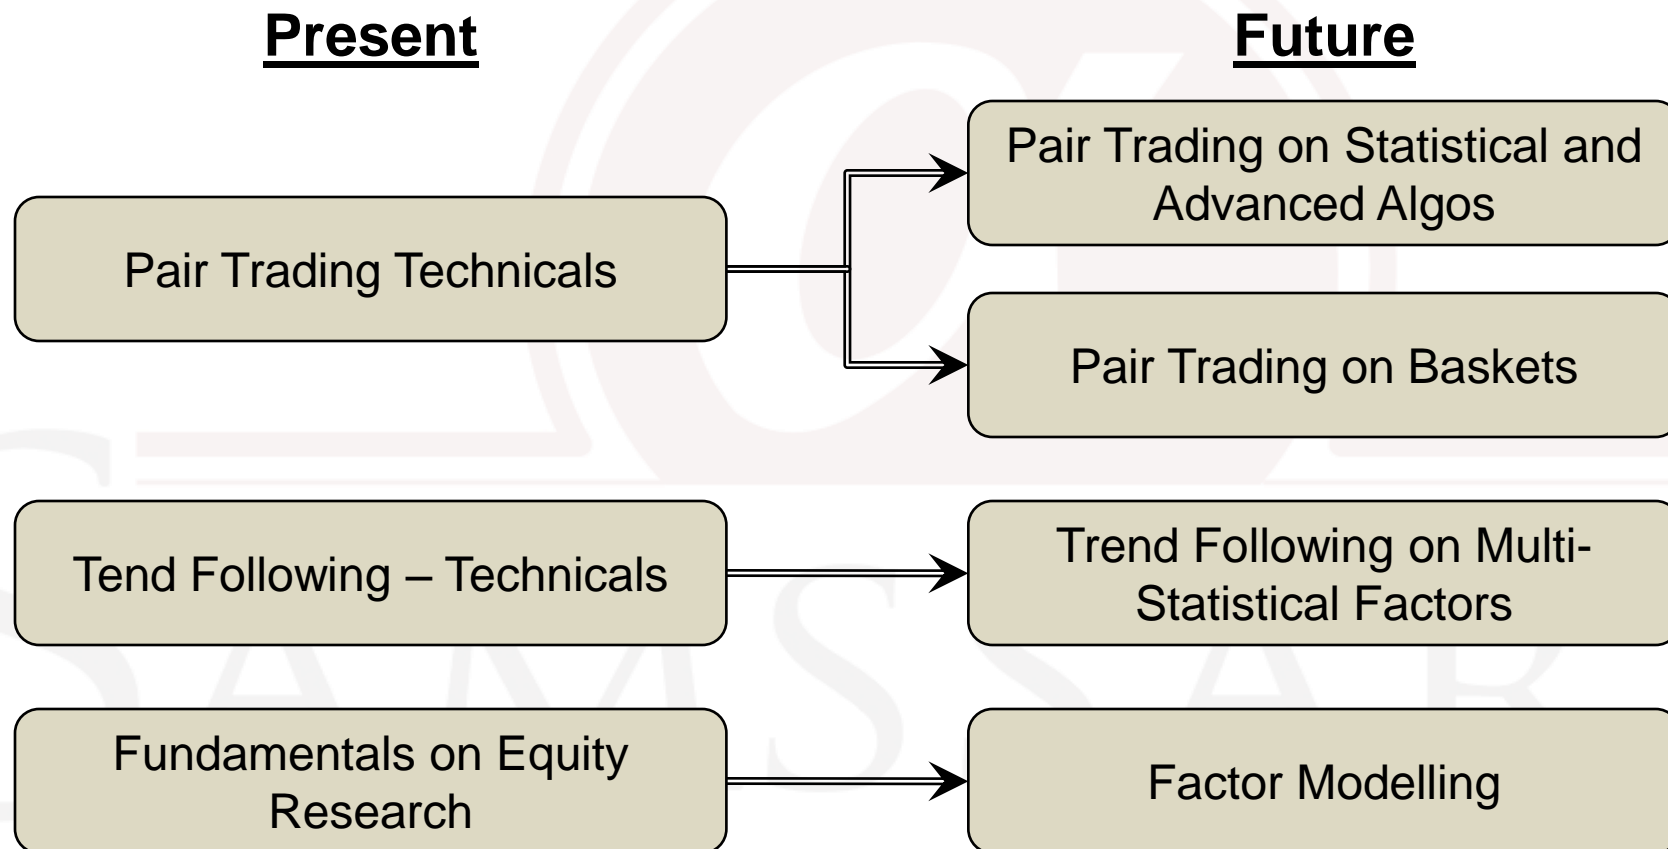 Present
Future
Pair Trading Technicals
Pair Trading on Statistical and
Advanced Algos
Pair Trading on Baskets
Tend Following – Technicals
Trend Following on Multi-
Statistical Factors
Fundamentals on Equity
Research
Factor Modelling
SAMSSAR